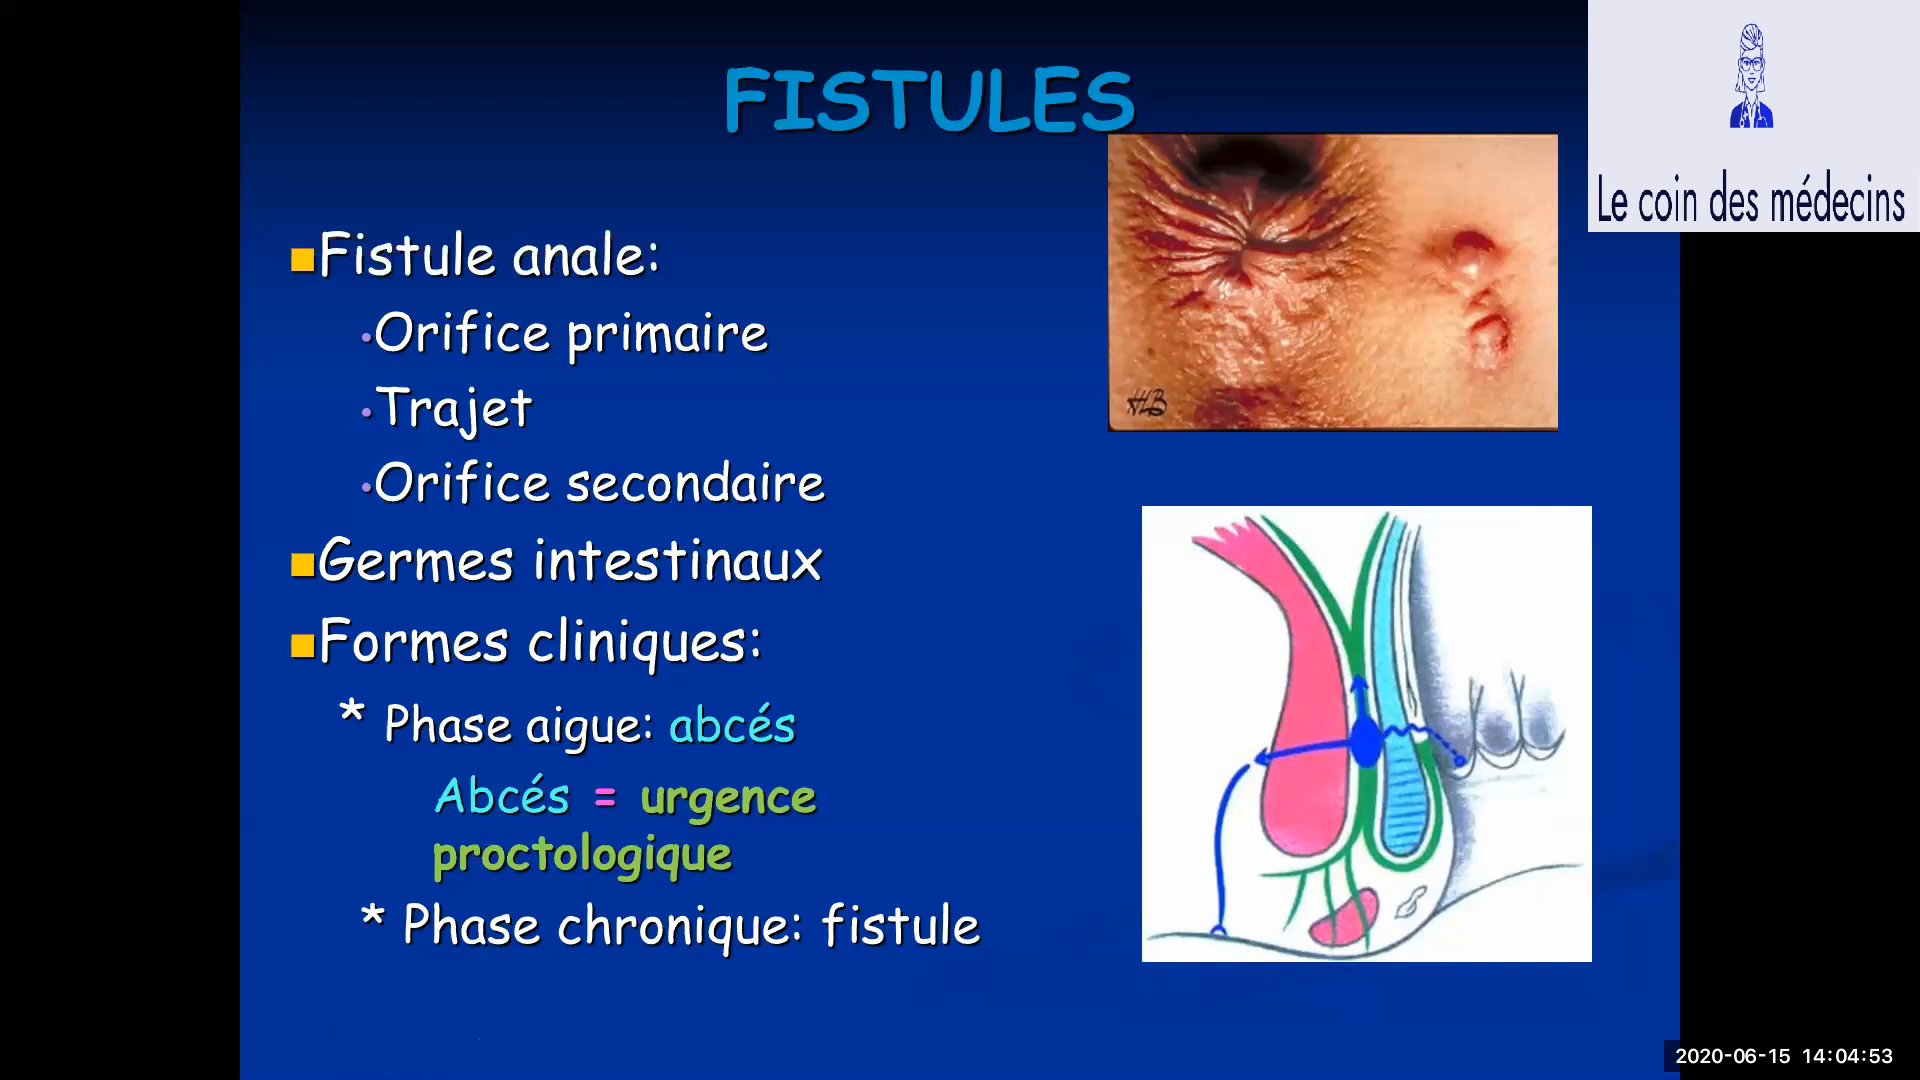 FISTULES
Le coin des médecins
Fistule anale:
Orifice primaire
Trajet
Orifice secondaire
Germes intestinaux
Formes cliniques:
* Phase aigue: abcés
Abcés = urgence
proctologique
* Phase chronique: fistule
HLB
2020-06-15 14:04:53